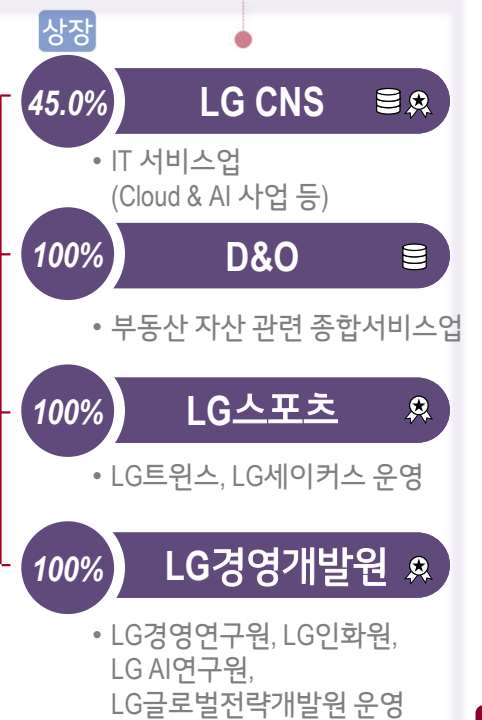 상장
45.0% LG CNS
• IT 서비스업
(Cloud & AI 사업 등)
100% D&O
• 부동산 자산 관련 종합서비스업
100% LG스포츠
• LG트윈스, LG세이커스 운영
100% LG경영개발원
• LG경영연구원, LG인화원,
LG AI연구원,
LG글로벌전략개발원 운영